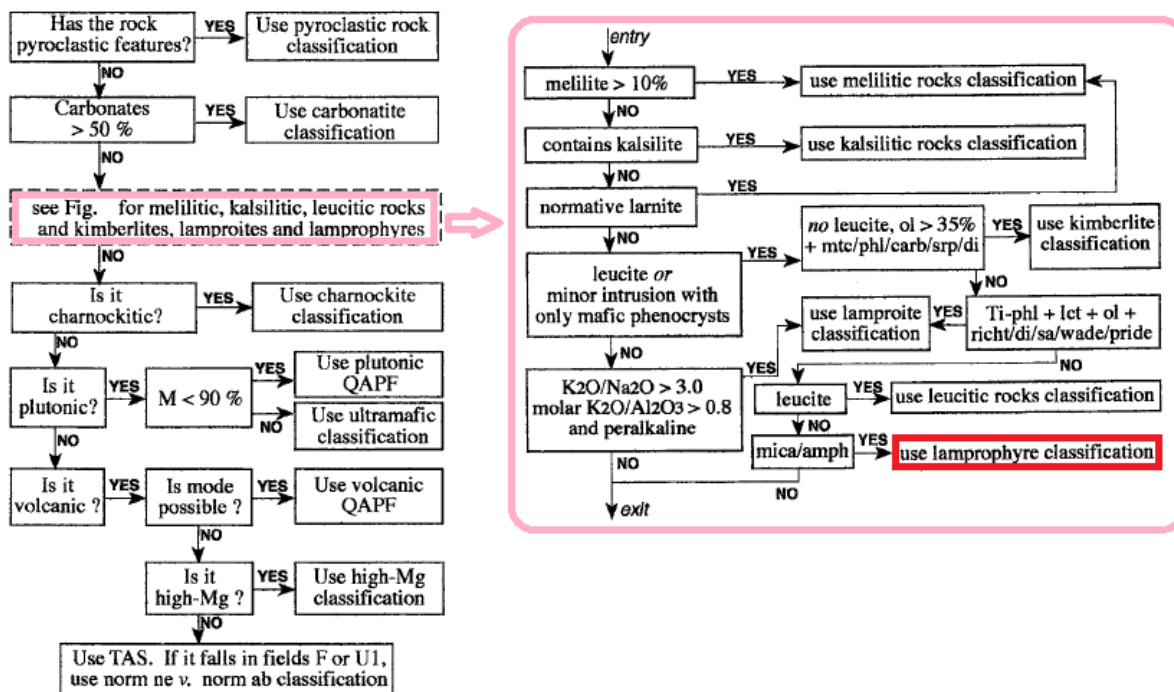 Has the rock
pyroclastic features?
YES
Use pyroclastic rock
classification
NO
Carbonates
> 50 %
YES
Use carbonatite
classification
NO
see Fig. for melilitic, kalsilitic, leucitic rocks
and kimberlites, lamproites and lamprophyres
NO
Is it
charnockitic?
YES
Use charnockite
classification
NO
Is it
plutonic?
YES
M < 90 %
YES
Use plutonic
QAPF
NO
Use ultramafic
classification
NO
Is it
volcanic ?
YES
Is mode
possible ?
YES
Use volcanic
QAPF
NO
Is it
high-Mg ?
YES
Use high-Mg
classification
NO
Use TAS. If it falls in fields F or U1,
use norm ne v. norm ab classification
entry
melilite > 10%
YES
use melilitic rocks classification
NO
contains kalsilite
YES
use kalsilitic rocks classification
NO
normative larnite
YES
NO
leucite or
minor intrusion with
only mafic phenocrysts
YES
no leucite, ol > 35%
+ mtc/phl/carb/srp/di
YES
use kimberlite
classification
NO
Ti-phl + lct + ol +
richt/di/sa/wade/pride
YES
use lamproite
classification
NO
NO
K2O/Na2O > 3.0
molar K2O/Al2O3 > 0.8
and peralkaline
YES
leucite
YES
use leucitic rocks classification
NO
mica/amph
YES
use lamprophyre classification
NO
NO
exit